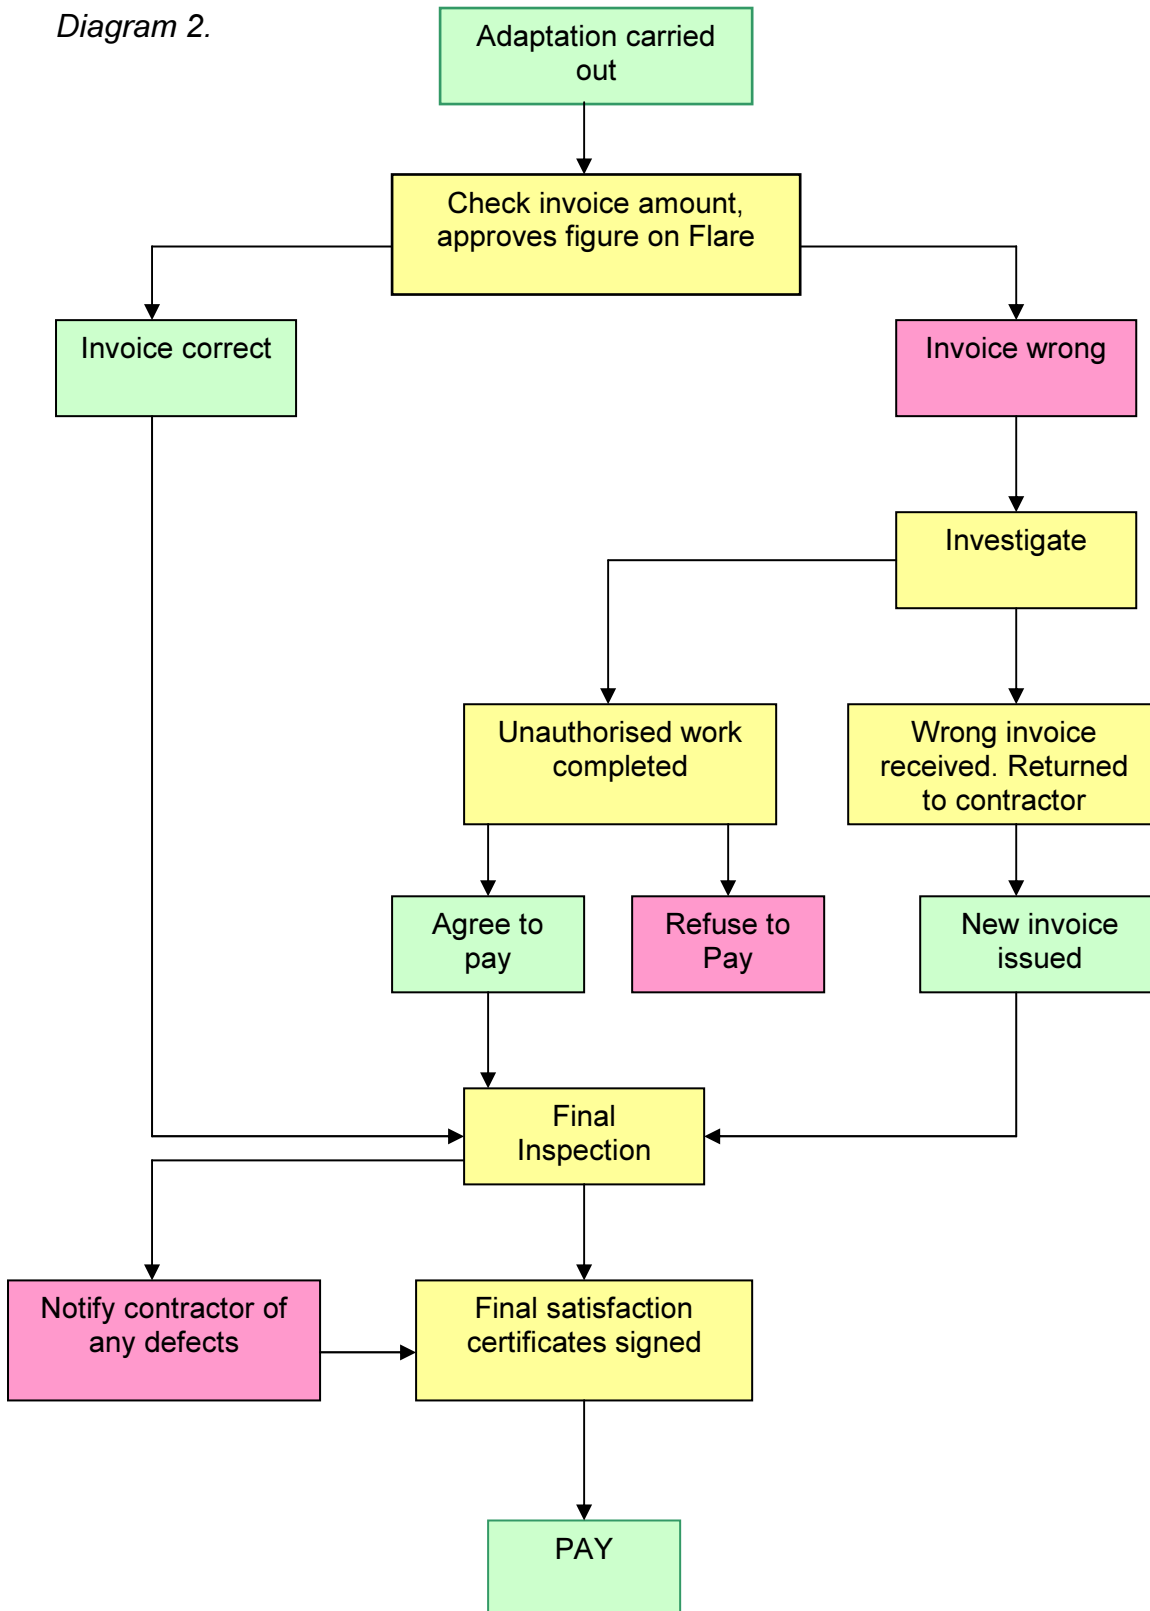 Diagram 2.
Adaptation carried
out
Check invoice amount,
approves figure on Flare
Invoice correct
Invoice wrong
Investigate
Unauthorised work
completed
Wrong invoice
received. Returned
to contractor
Agree to
pay
Refuse to
Pay
New invoice
issued
Final
Inspection
Notify contractor of
any defects
Final satisfaction
certificates signed
PAY